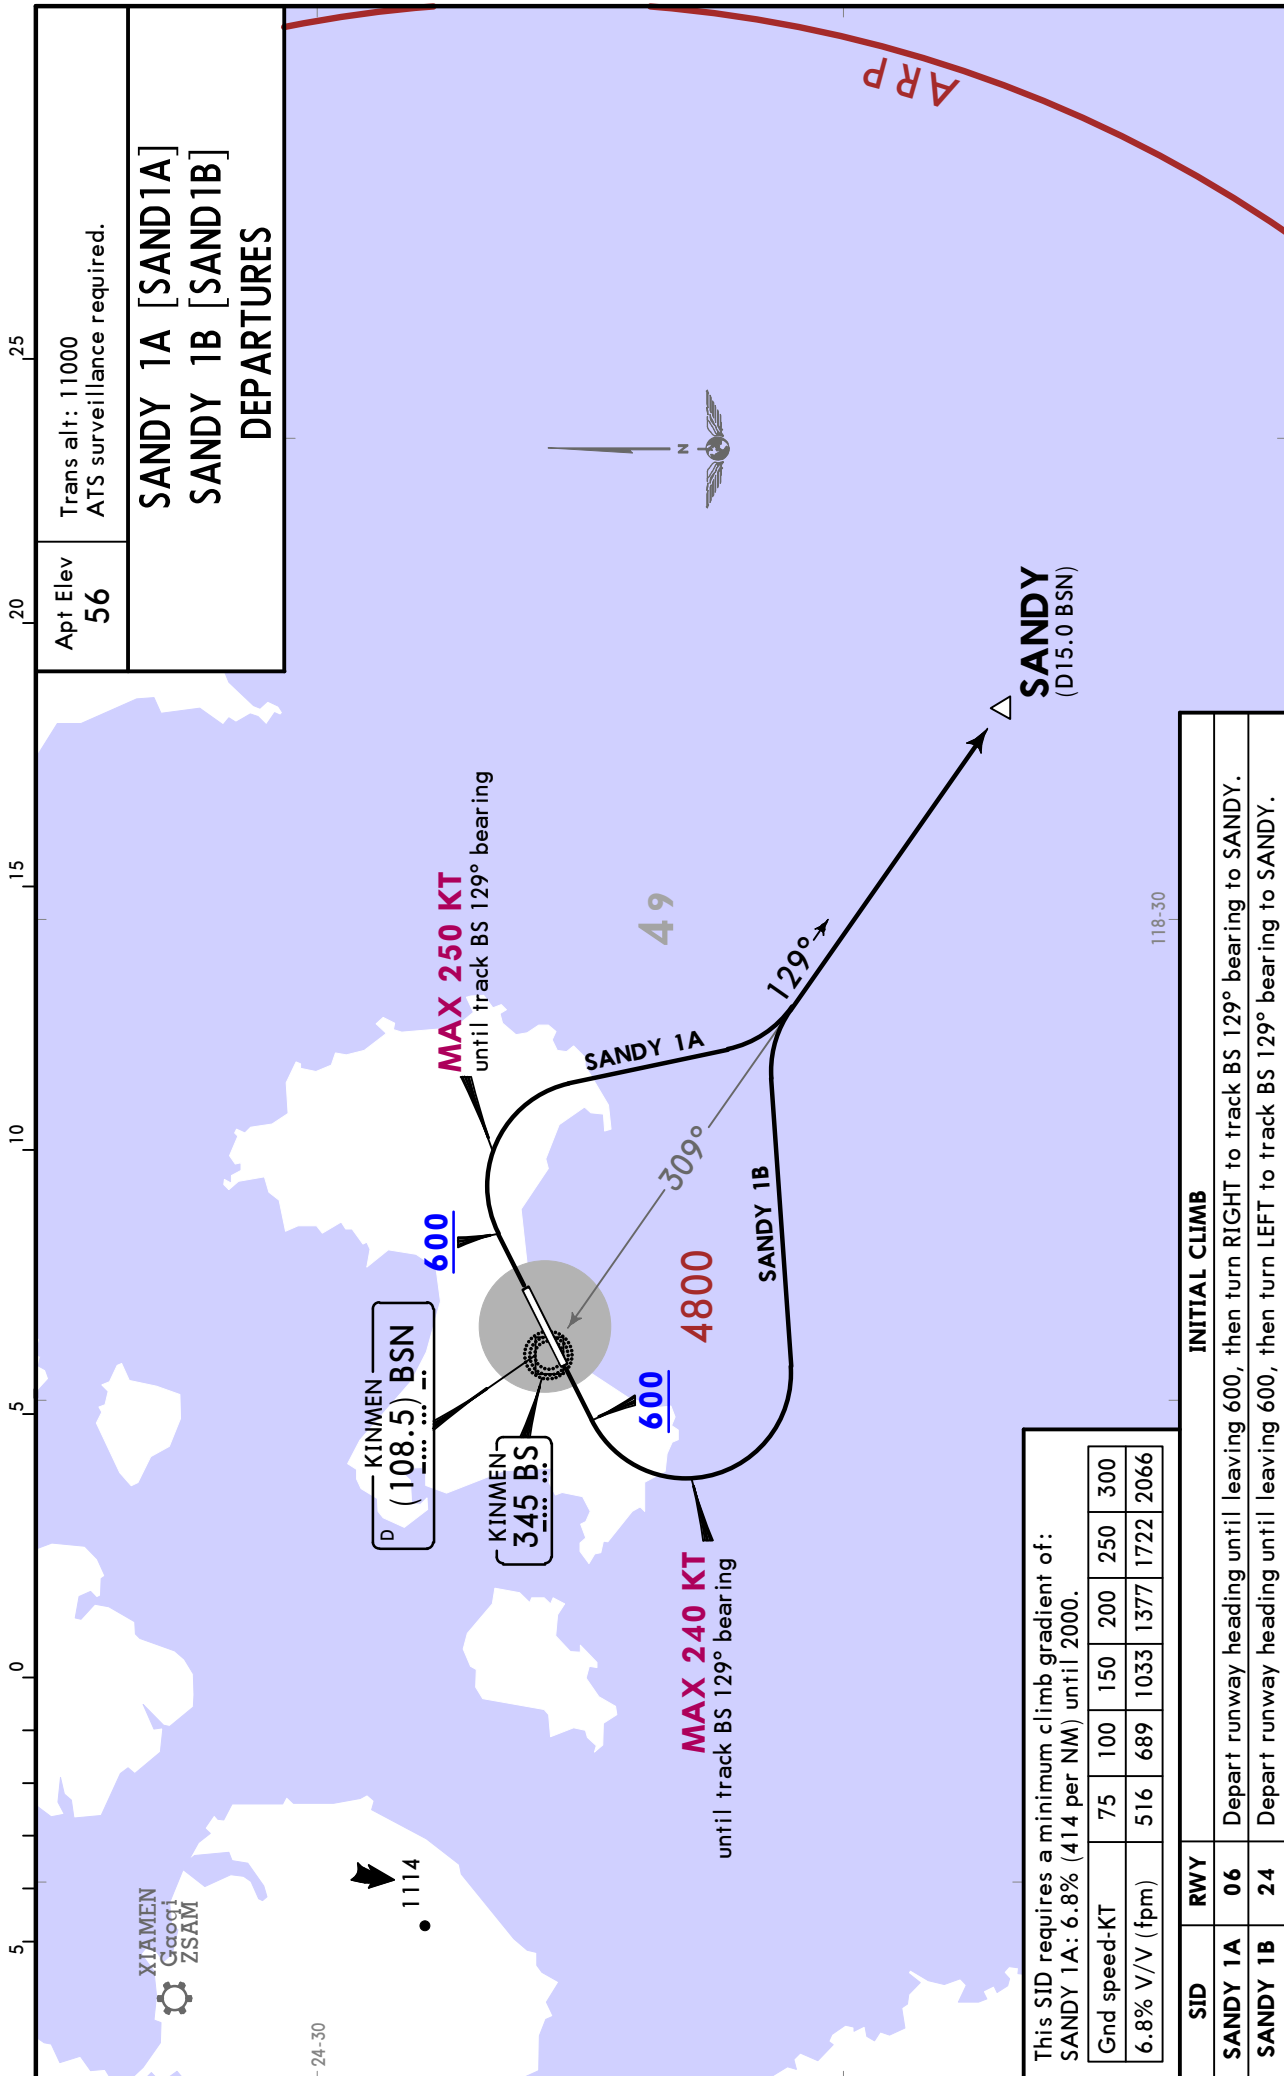 5
0
5
10
15
20
25
Apt Elev
56
Trans alt: 11000
ATS surveillance required.
SANDY 1A [SAND1A]
SANDY 1B [SAND1B]
DEPARTURES
ARP
XIAMEN
Gaoqi
ZSAM
1114
24-30
KINMEN
D (108.5) BSN
KINMEN
345 BS
600
MAX 250 KT
until track BS 129° bearing
N
49
SANDY 1A
600
4800
309°
MAX 240 KT
until track BS 129° bearing
SANDY 1B
129°
SANDY
(D15.0 BSN)
118-30
This SID requires a minimum climb gradient of:
SANDY 1A: 6.8% (414 per NM) until 2000.
Gnd speed-KT 75 100 150 200 250 300
6.8% V/V (fpm) 516 689 1033 1377 1722 2066
SID RWY INITIAL CLIMB
SANDY 1A 06 Depart runway heading until leaving 600, then turn RIGHT to track BS 129° bearing to SANDY.
SANDY 1B 24 Depart runway heading until leaving 600, then turn LEFT to track BS 129° bearing to SANDY.